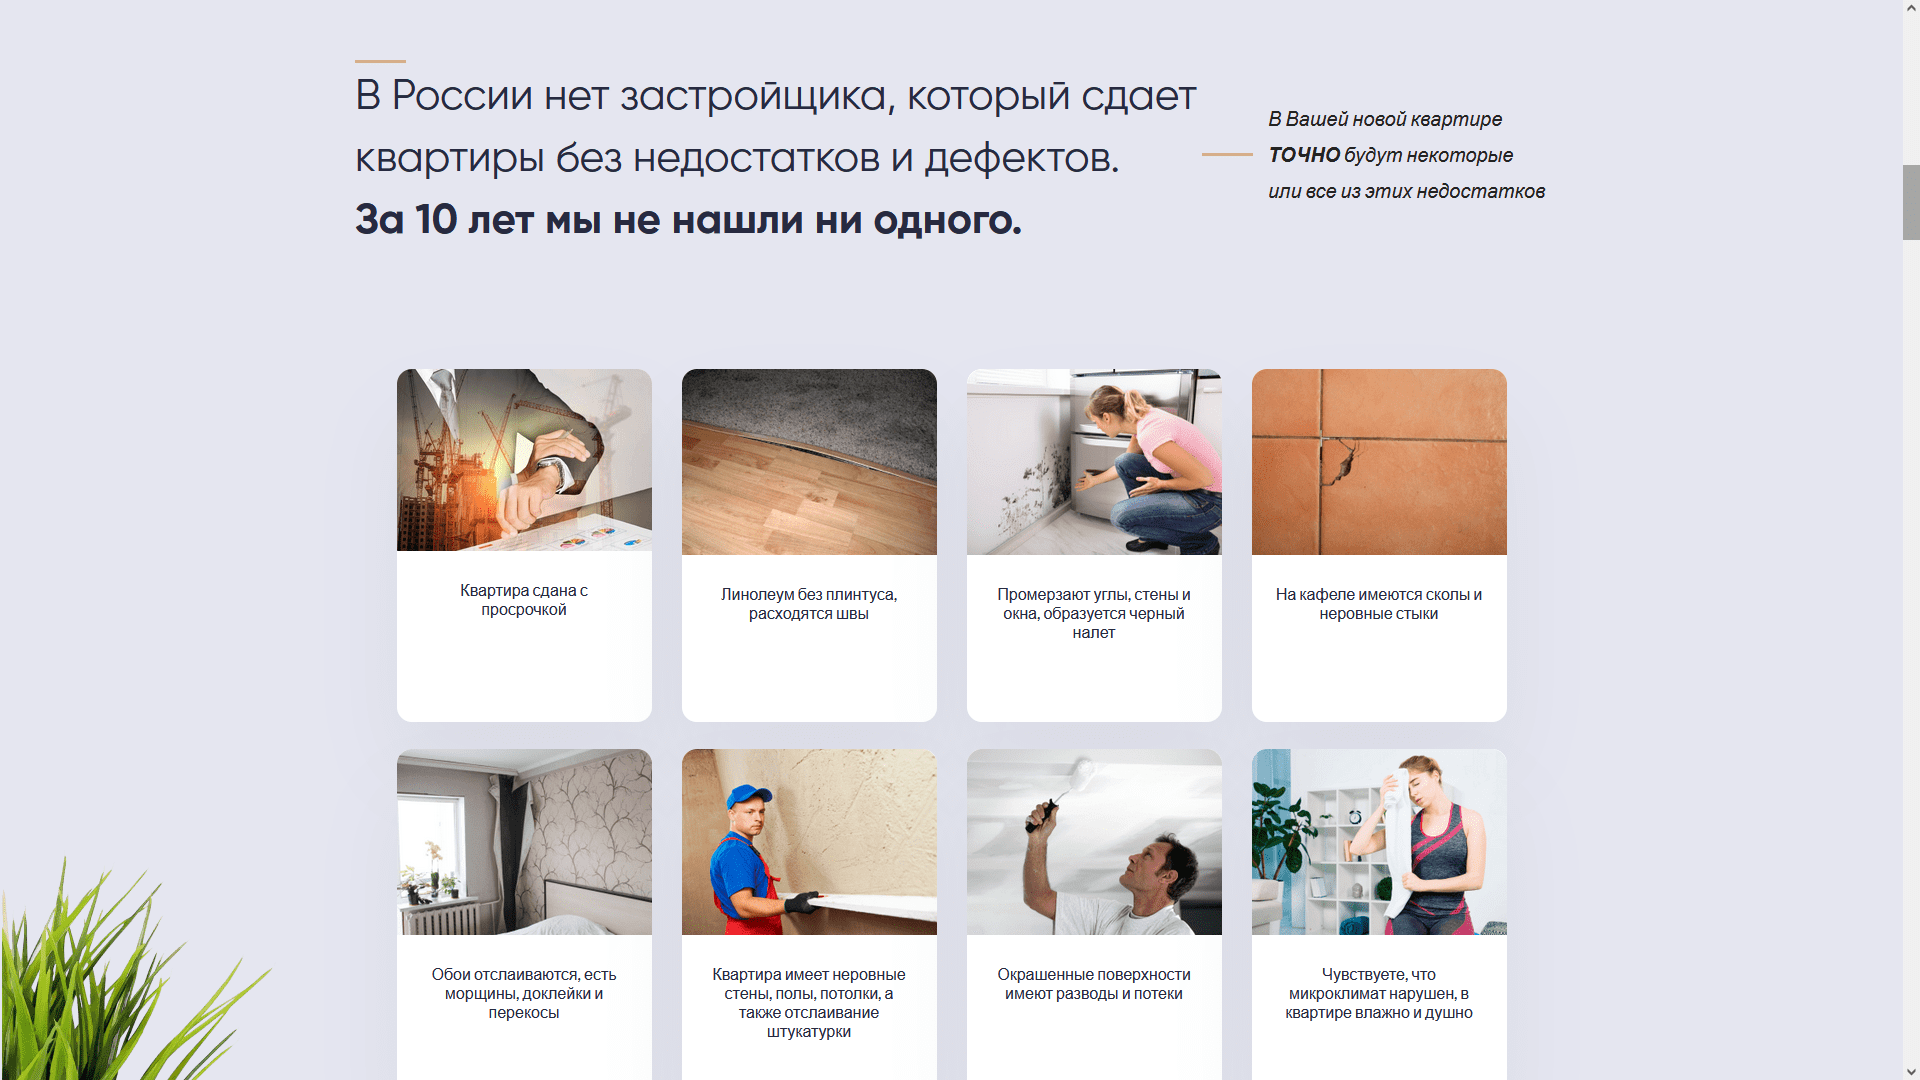 В России нет застройщика, который сдает
квартиры без недостатков и дефектов.
За 10 лет мы не нашли ни одного.
В Вашей новой квартире
ТОЧНО будут некоторые
или все из этих недостатков
Квартира сдана с
просрочкой
Линолеум без плинтуса,
расходятся швы
Промерзают углы, стены и
окна, образуется черный
налет
На кафеле имеются сколы и
неровные стыки
Обои отслаиваются, есть
морщины, доклейки и
перекосы
Квартира имеет неровные
стены, полы, потолки, а
также отслаивание
штукатурки
Окрашенные поверхности
имеют разводы и потеки
Чувствуете, что
микроклимат нарушен, в
квартире влажно и душно